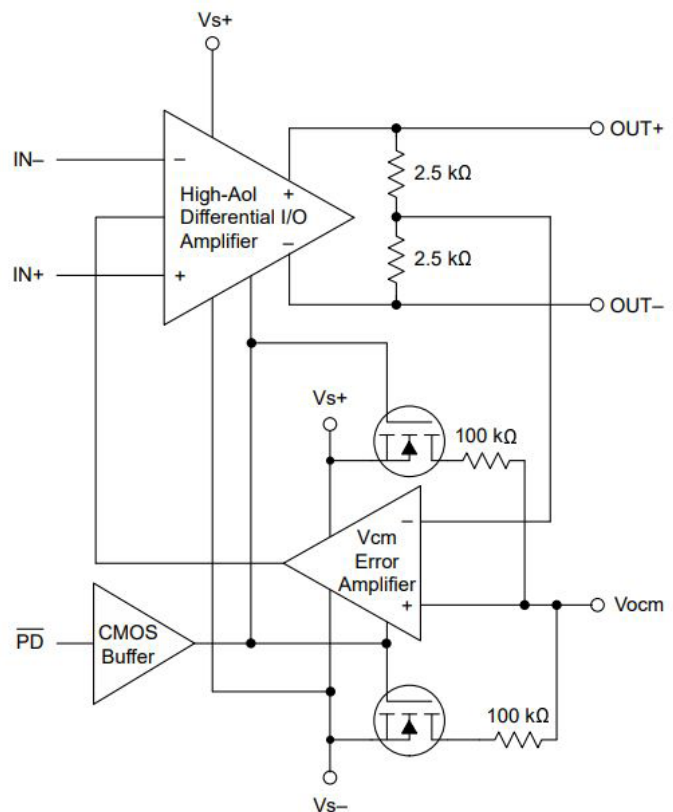 Vs+
IN–
–
High-Aol
Differential I/O
Amplifier
+
–
IN+
+
OUT+
2.5 kΩ
2.5 kΩ
OUT–
Vs+
100 kΩ
–
Vcm
Error
Amplifier
+
Vocm
PD
CMOS
Buffer
100 kΩ
Vs–